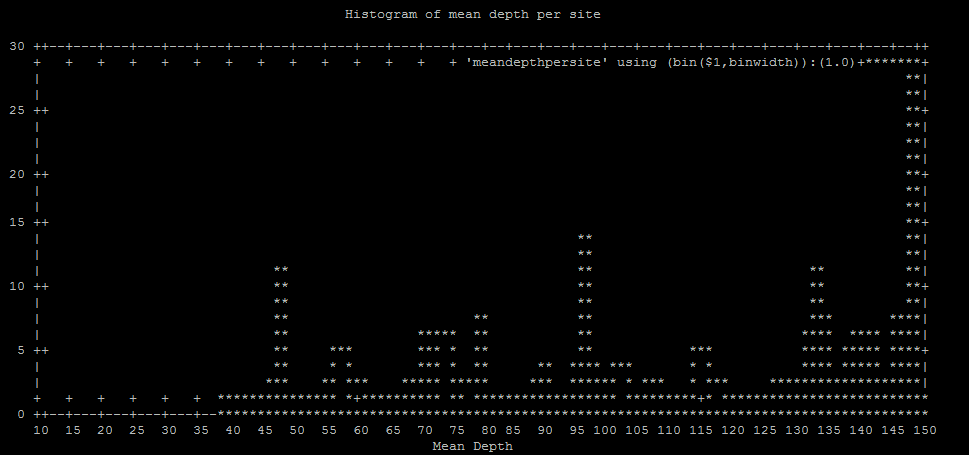 Histogram of mean depth per site
30
'meandepthpersite' using (bin($1,binwidth)):(1.0)
25
20
15
10
5
0
10 15 20 25 30 35 40 45 50 55 60 65 70 75 80 85 90 95 100 105 110 115 120 125 130 135 140 145 150
Mean Depth